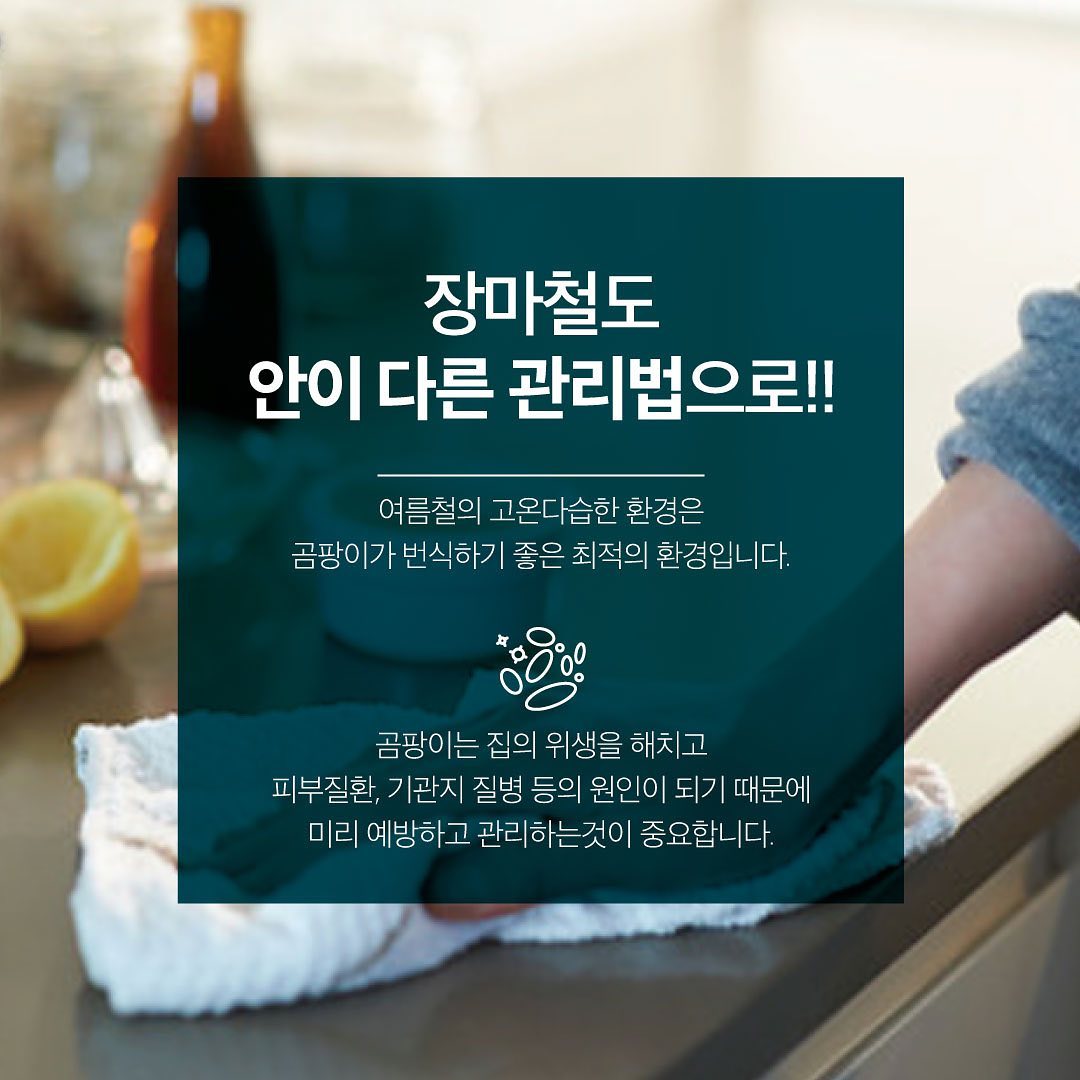 장마철도
안이 다른 관리법으로!!
여름철의 고온다습한 환경은
곰팡이가 번식하기 좋은 최적의 환경입니다.
곰팡이는 집의 위생을 해치고
피부질환, 기관지 질병 등의 원인이 되기 때문에
미리 예방하고 관리하는것이 중요합니다.